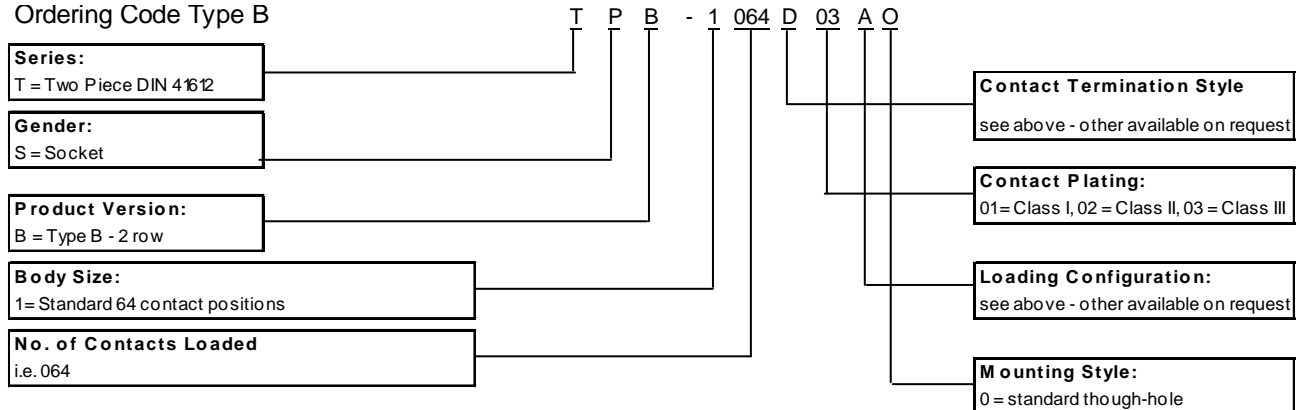 Ordering Code Type B
T P B - 1 064 D 03 A O
Series:
T = Two Piece DIN 41612
Gender:
S = Socket
Product Version:
B = Type B - 2 row
Body Size:
1= Standard 64 contact positions
No. of Contacts Loaded
i.e. 064
Contact Termination Style
see above - other available on request
Contact Plating:
01= Class I, 02 = Class II, 03 = Class III
Loading Configuration:
see above - other available on request
Mounting Style:
0 = standard though-hole